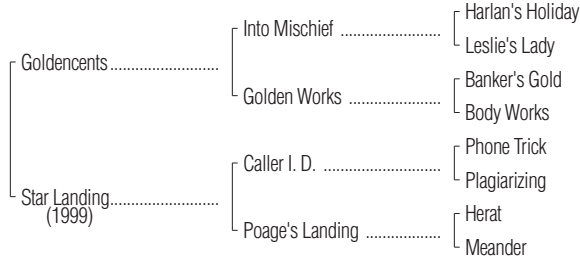 Harlan's Holiday
Into Mischief ....................
Leslie's Lady
Goldencents......................
Banker's Gold
Golden Works ..................
Body Works
Phone Trick
Caller I. D. .......................
Plagiarizing
Star Landing......................
(1999)
Herat
Poage's Landing ...............
Meander